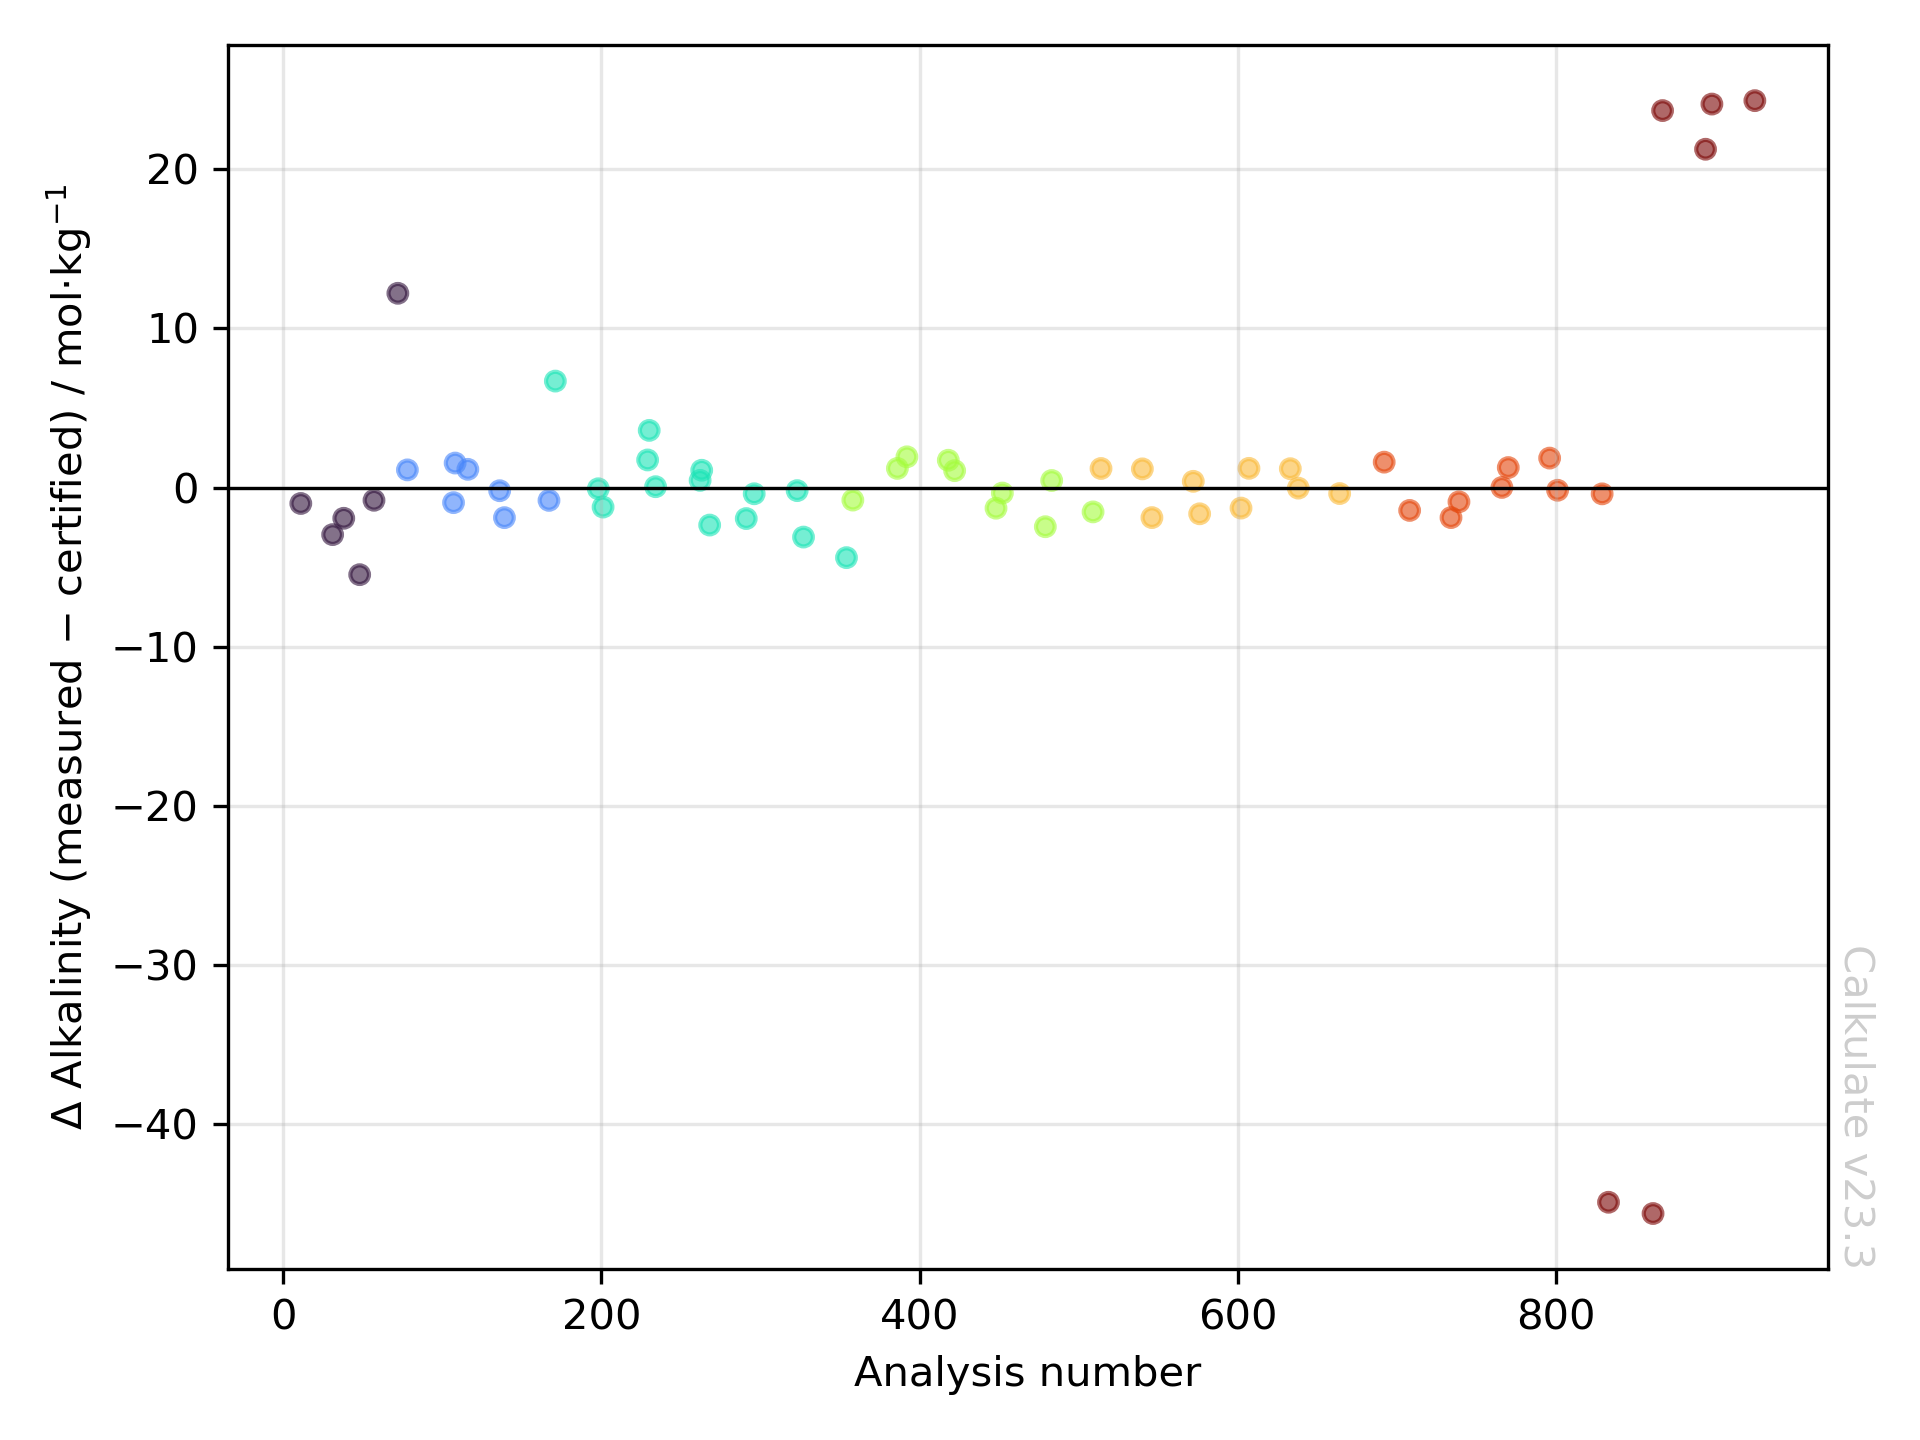 Δ Alkalinity (measured − certified) / mol·kg⁻¹
20
10
0
−10
−20
−30
−40
0 200 400 600 800
Analysis number
Calkulate v23.3